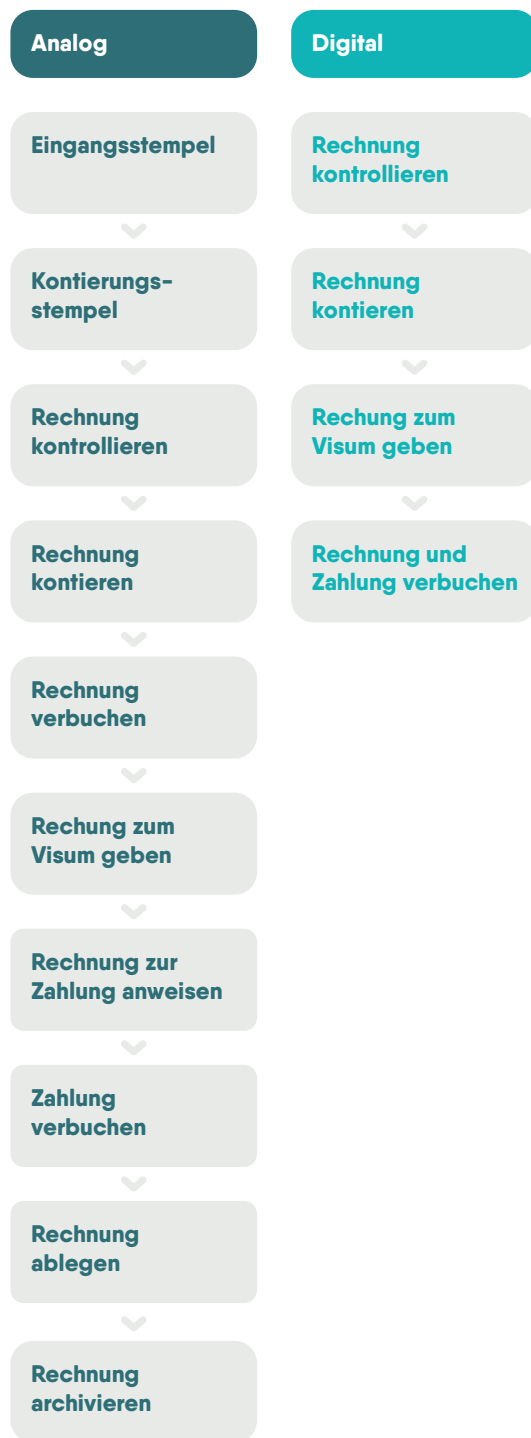 Analog
Eingangsstempel
Kontierungs-
stempel
Rechnung
kontrollieren
Rechnung
kontieren
Rechnung
verbuchen
Rechung zum
Visum geben
Rechnung zur
Zahlung anweisen
Zahlung
verbuchen
Rechnung
ablegen
Rechnung
archivieren
Digital
Rechnung
kontrollieren
Rechnung
kontieren
Rechung zum
Visum geben
Rechnung und
Zahlung verbuchen